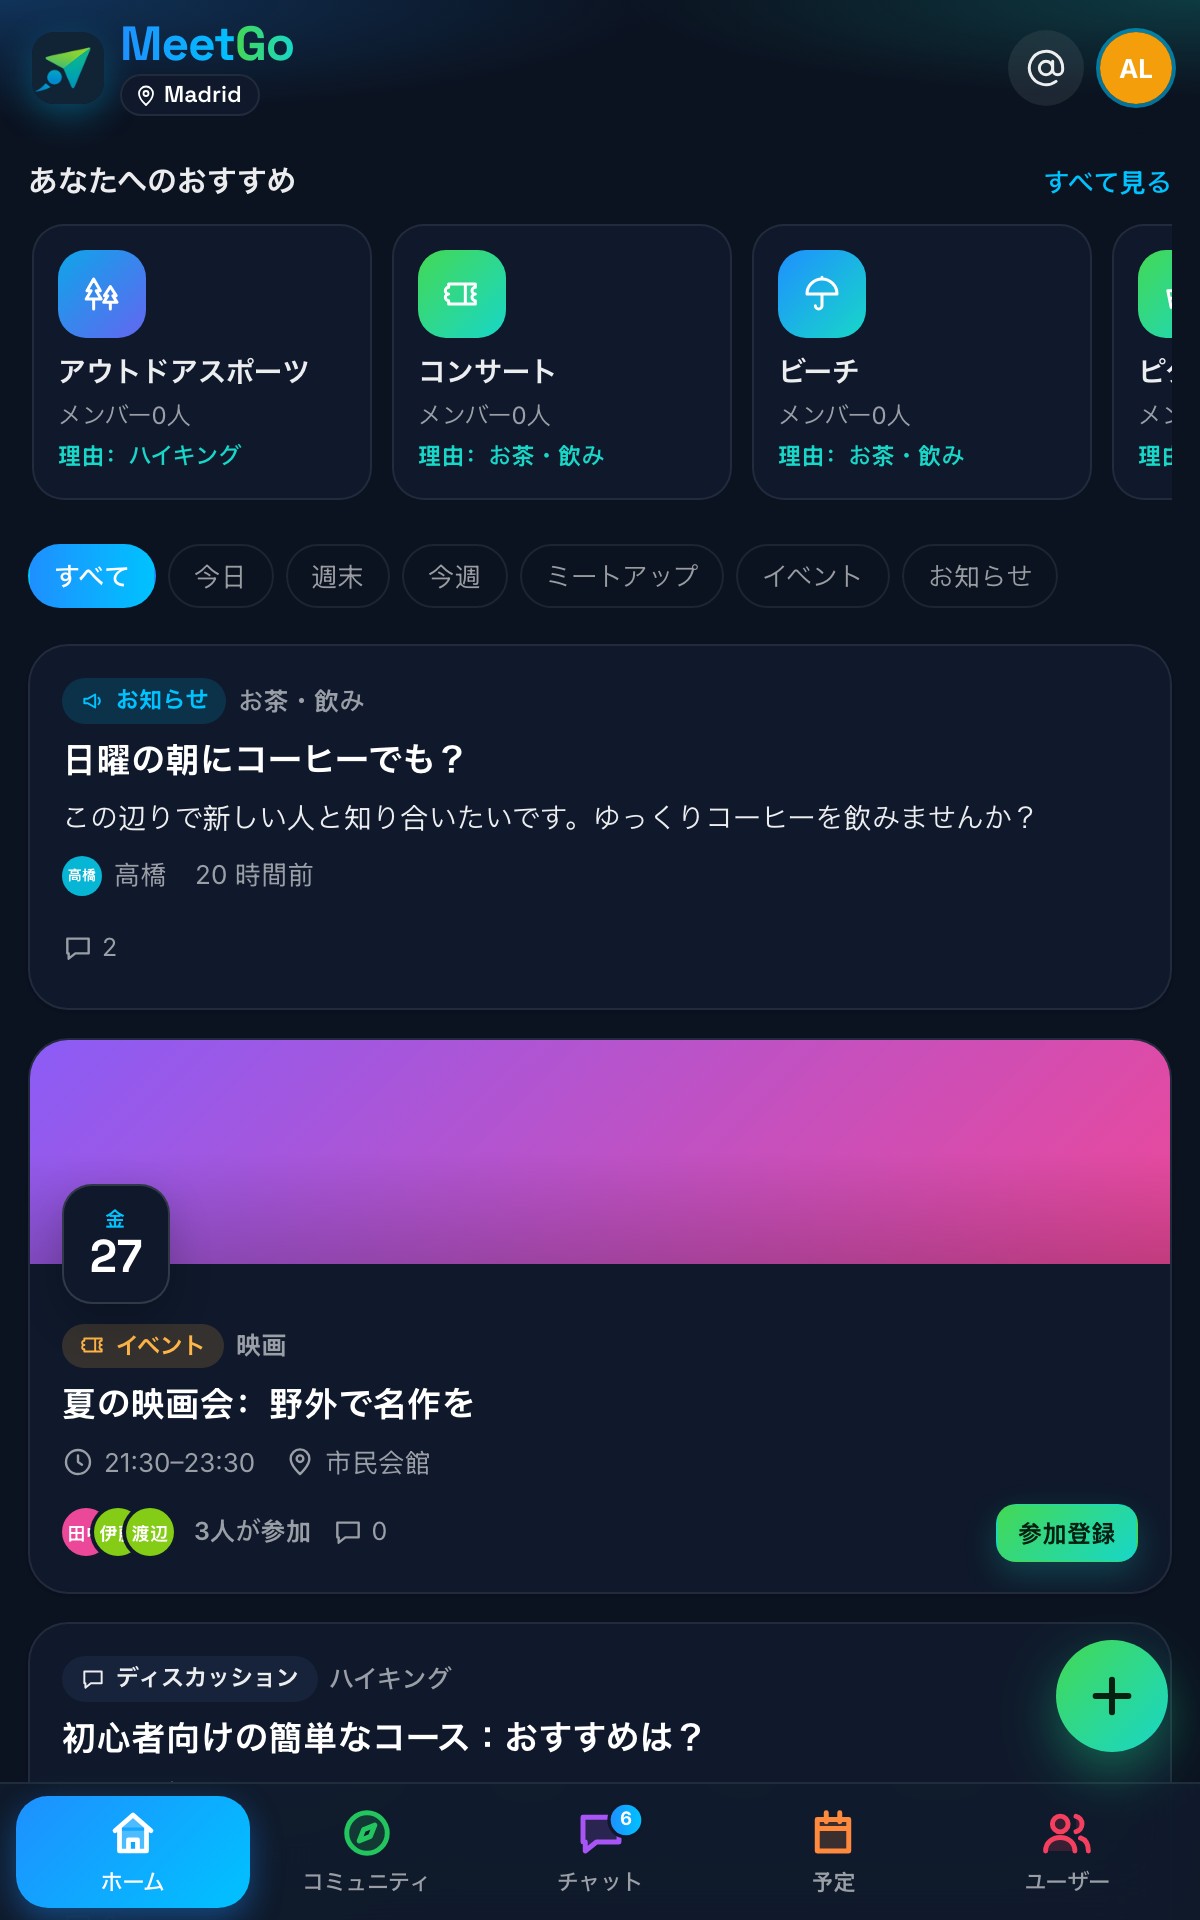 MeetGo
Madrid
AL
あなたへのおすすめ
すべて見る
アウトドアスポーツ
メンバー0人
理由：ハイキング
コンサート
メンバー0人
理由：お茶・飲み
ビーチ
メンバー0人
理由：お茶・飲み
すべて
今日
週末
今週
ミートアップ
イベント
お知らせ
お知らせ
お茶・飲み
日曜の朝にコーヒーでも？
この辺りで新しい人と知り合いたいです。ゆっくりコーヒーを飲みませんか？
高橋
高橋
20 時間前
2
金
27
イベント
映画
夏の映画会：野外で名作を
21:30–23:30
市民会館
渡辺
3人が参加
0
参加登録
ディスカッション
ハイキング
初心者向けの簡単なコース：おすすめは？
ホーム
コミュニティ
6
チャット
予定
ユーザー